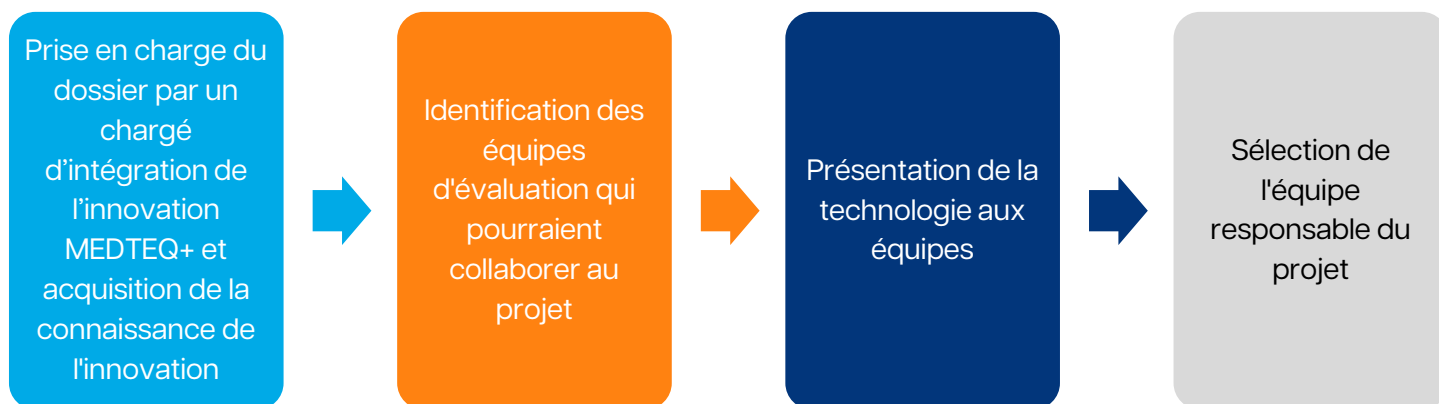 Prise en charge du
dossier par un
chargé
d’intégration de
l’innovation
MEDTEQ+ et
acquisition de la
connaissance de
l'innovation
Identification des
équipes
d'évaluation qui
pourraient
collaborer au
projet
Présentation de la
technologie aux
équipes
Sélection de
l'équipe
responsable du
projet